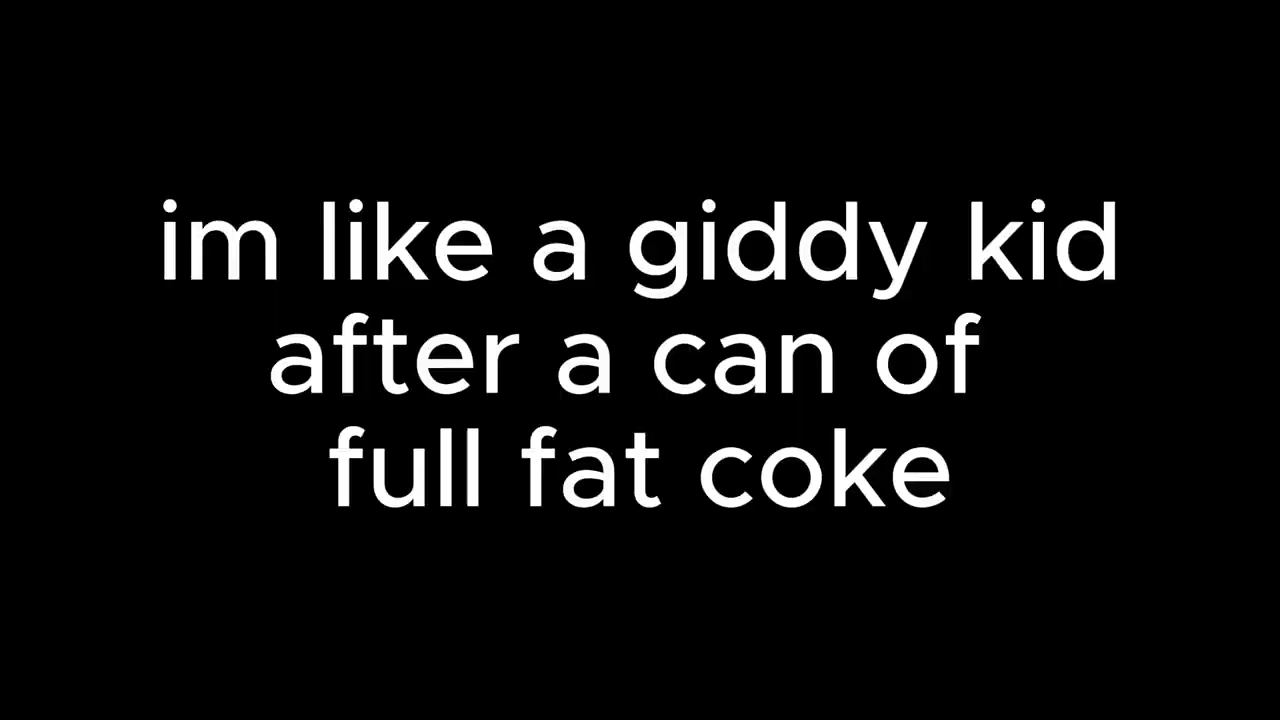 im like a giddy kid
after a can of
full fat coke